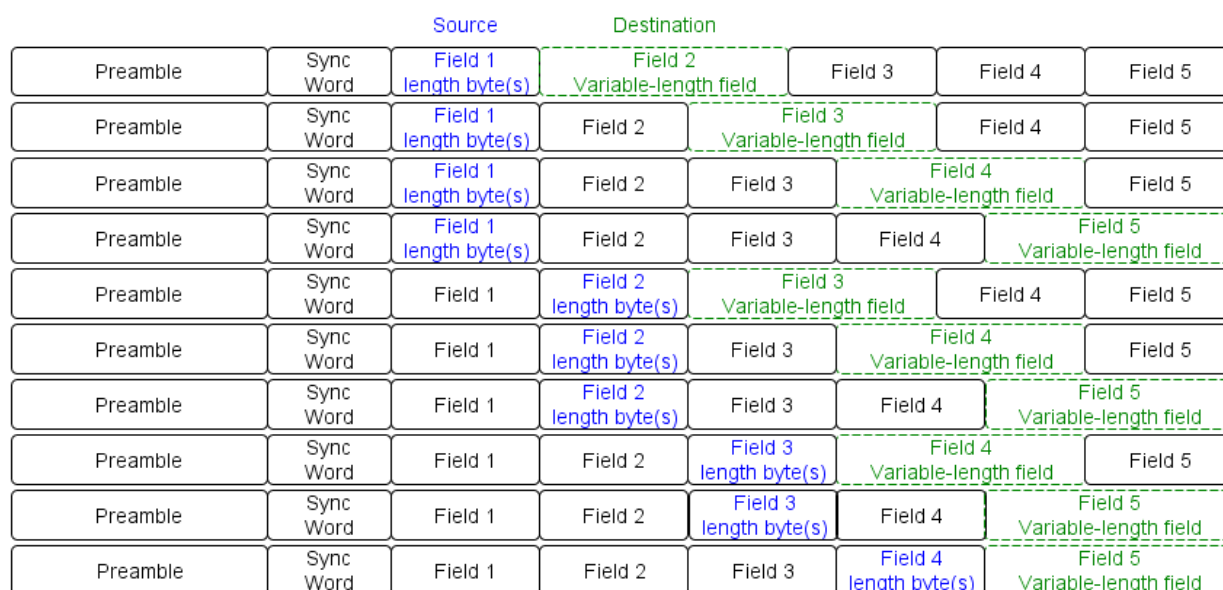 Source Destination
Preamble Sync Word Field 1 length byte(s) Field 2 Variable-length field Field 3 Field 4 Field 5
Preamble Sync Word Field 1 length byte(s) Field 2 Field 3 Variable-length field Field 4 Field 5
Preamble Sync Word Field 1 length byte(s) Field 2 Field 3 Field 4 Variable-length field Field 5
Preamble Sync Word Field 1 length byte(s) Field 2 Field 3 Field 4 Field 5 Variable-length field
Preamble Sync Word Field 1 Field 2 length byte(s) Field 3 Variable-length field Field 4 Field 5
Preamble Sync Word Field 1 Field 2 length byte(s) Field 3 Field 4 Variable-length field Field 5
Preamble Sync Word Field 1 Field 2 length byte(s) Field 3 Field 4 Field 5 Variable-length field
Preamble Sync Word Field 1 Field 2 Field 3 length byte(s) Field 4 Variable-length field Field 5
Preamble Sync Word Field 1 Field 2 Field 3 length byte(s) Field 4 Field 5 Variable-length field
Preamble Sync Word Field 1 Field 2 Field 3 Field 4 length byte(s) Field 5 Variable-length field